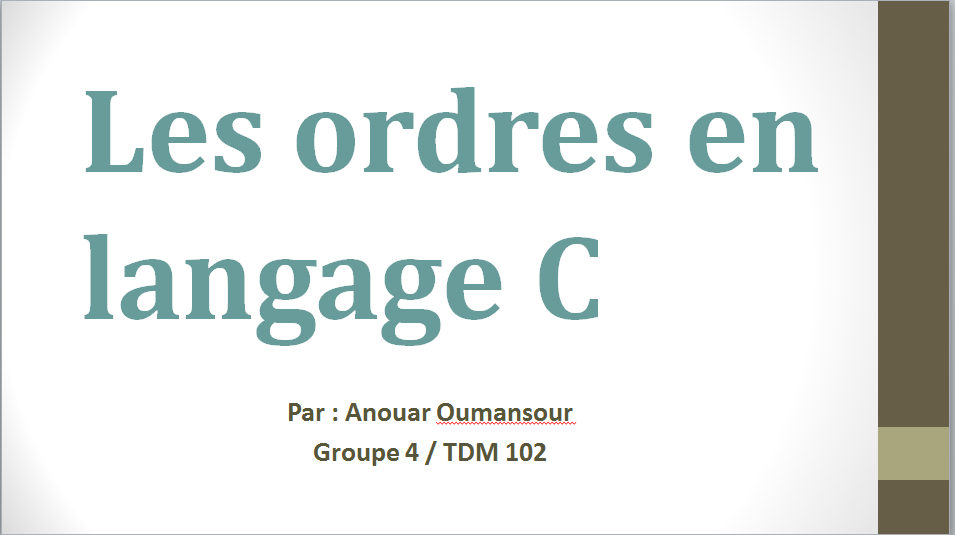 Les ordres en
langage C
Par : Anouar Oumansour
Groupe 4 / TDM 102